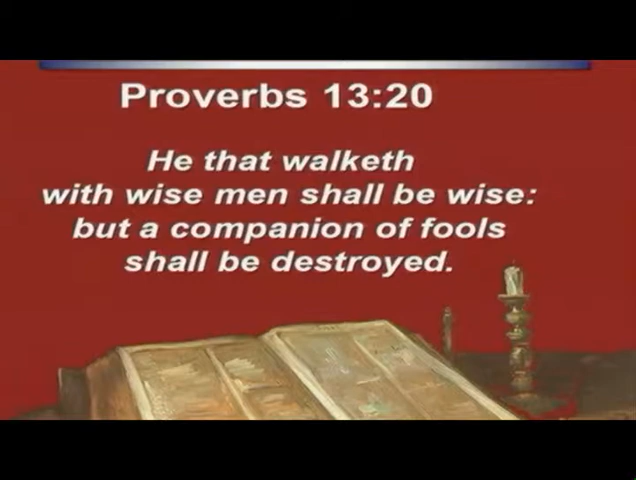 Proverbs 13:20
He that walketh
with wise men shall be wise:
but a companion of fools
shall be destroyed.